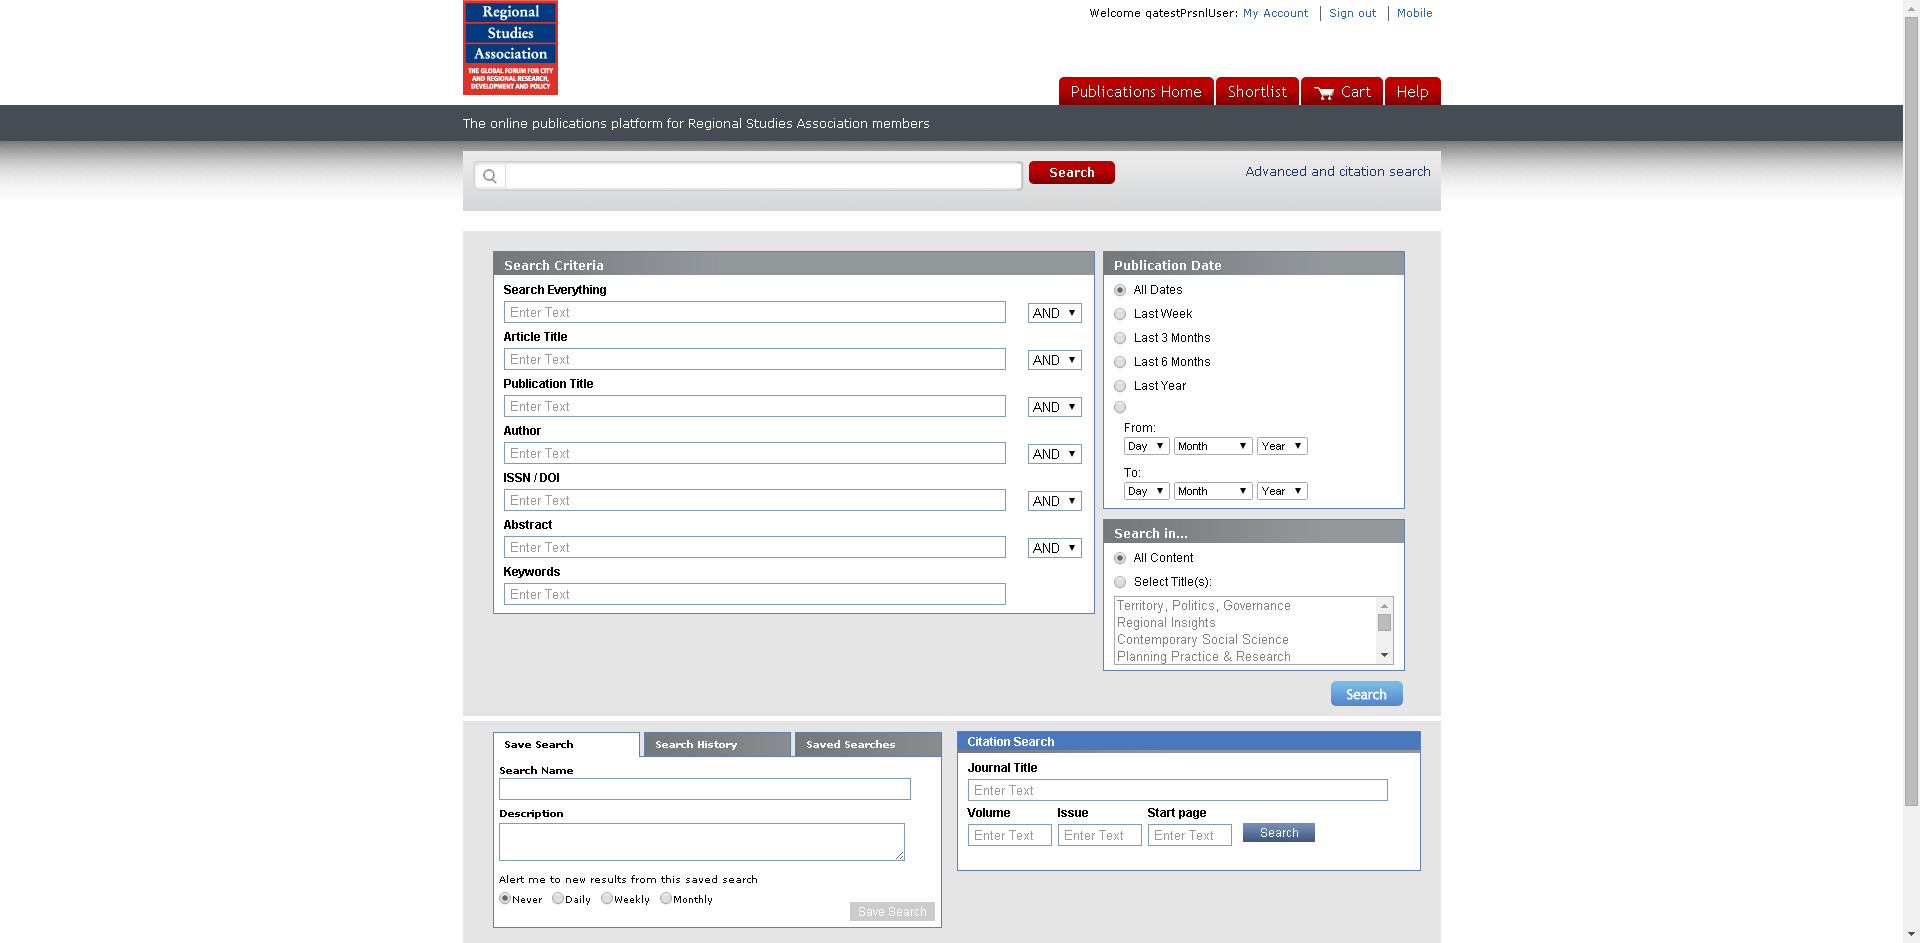 Regional
Studies
Association
THE GLOBAL FORUM FOR CITY
AND REGIONAL RESEARCH,
DEVELOPMENT AND POLICY
Welcome qatestPrsnlUser: My Account | Sign out | Mobile
Publications Home Shortlist Cart Help
The online publications platform for Regional Studies Association members
Search Advanced and citation search
Search Criteria
Search Everything
Enter Text AND
Article Title
Enter Text AND
Publication Title
Enter Text AND
Author
Enter Text AND
ISSN / DOI
Enter Text AND
Abstract
Enter Text AND
Keywords
Enter Text
Publication Date
All Dates
Last Week
Last 3 Months
Last 6 Months
Last Year
From:
Day Month Year
To:
Day Month Year
Search in...
All Content
Select Title(s):
Territory, Politics, Governance
Regional Insights
Contemporary Social Science
Planning Practice & Research
Search
Save Search Search History Saved Searches
Search Name
Description
Alert me to new results from this saved search
Never Daily Weekly Monthly
Save Search
Citation Search
Journal Title
Enter Text
Volume Issue Start page
Enter Text Enter Text Enter Text Search